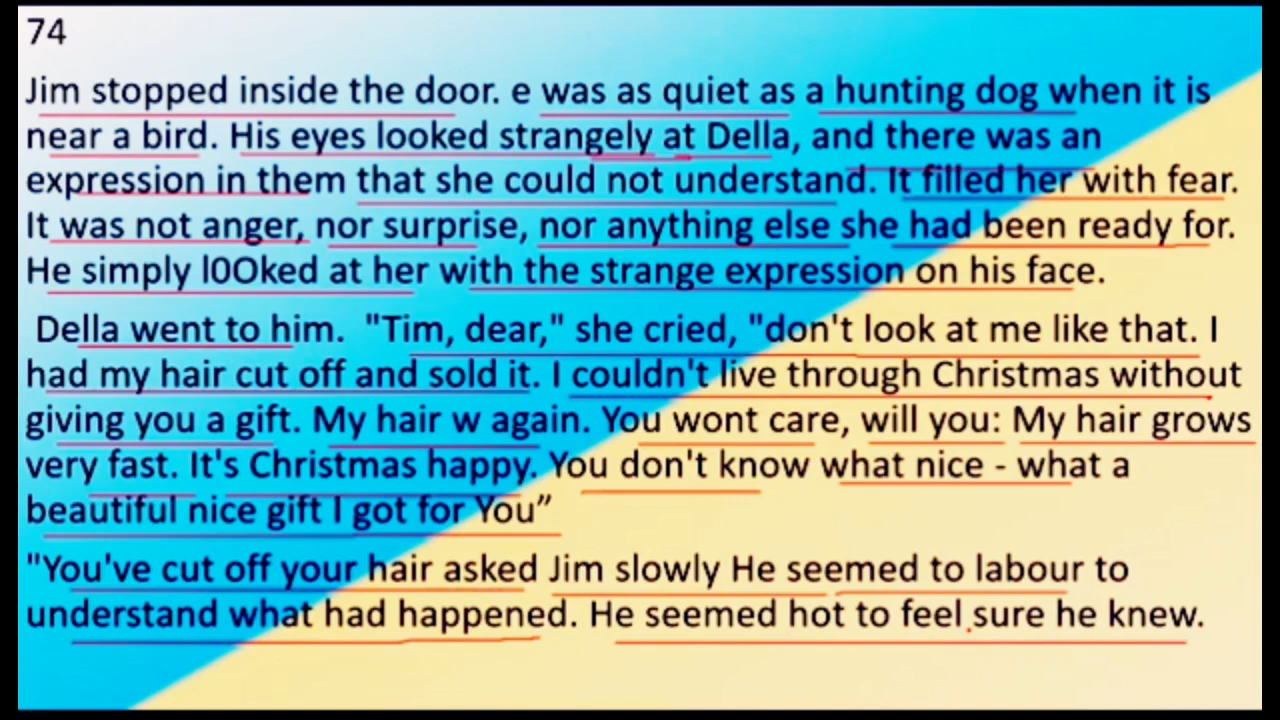 74
Jim stopped inside the door. e was as quiet as a hunting dog when it is
near a bird. His eyes looked strangely at Della, and there was an
expression in them that she could not understand. It filled her with fear.
It was not anger, nor surprise, nor anything else she had been ready for.
He simply l0Oked at her with the strange expression on his face.
Della went to him. "Tim, dear," she cried, "don't look at me like that. I
had my hair cut off and sold it. I couldn't live through Christmas without
giving you a gift. My hair w again. You wont care, will you: My hair grows
very fast. It's Christmas happy. You don't know what nice - what a
beautiful nice gift I got for You”
"You've cut off your hair asked Jim slowly He seemed to labour to
understand what had happened. He seemed hot to feel sure he knew.